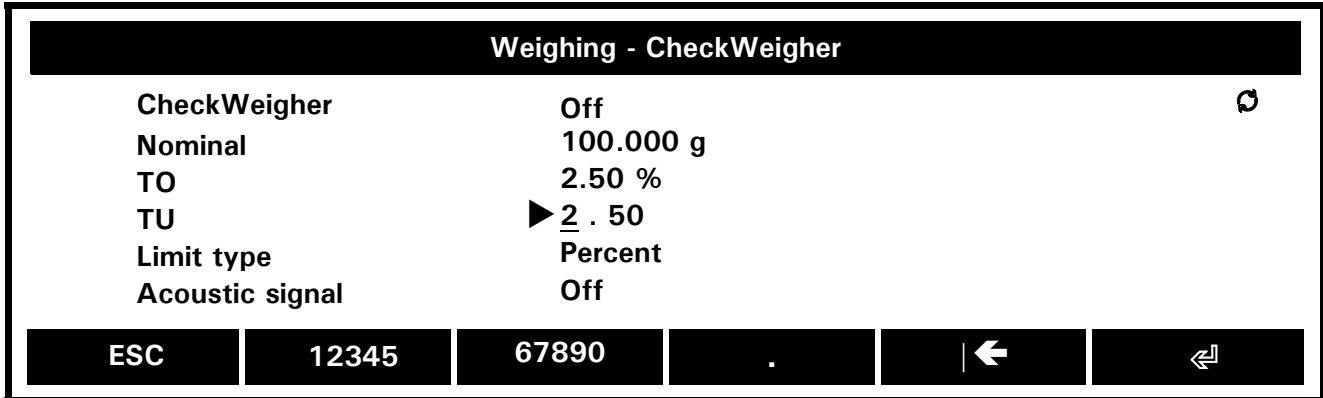 Weighing - CheckWeigher
CheckWeigher Off
Nominal 100.000 g
TO 2.50 %
TU 2 . 50
Limit type Percent
Acoustic signal Off
ESC 12345 67890 .